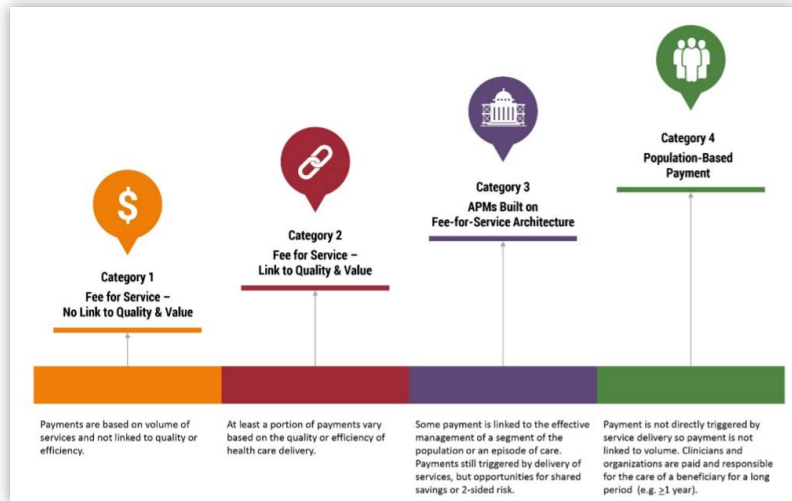 $
Category 1
Fee for Service –
No Link to Quality & Value
Category 2
Fee for Service –
Link to Quality & Value
Category 3
APMs Built on
Fee-for-Service Architecture
Category 4
Population-Based
Payment
Payments are based on volume of
services and not linked to quality or
efficiency.
At least a portion of payments vary
based on the quality or efficiency of
health care delivery.
Some payment is linked to the effective
management of a segment of the
population or an episode of care.
Payments still triggered by delivery of
services, but opportunities for shared
savings or 2-sided risk.
Payment is not directly triggered by
service delivery so payment is not
linked to volume. Clinicians and
organizations are paid and responsible
for the care of a beneficiary for a long
period (e.g. ≥1 year).